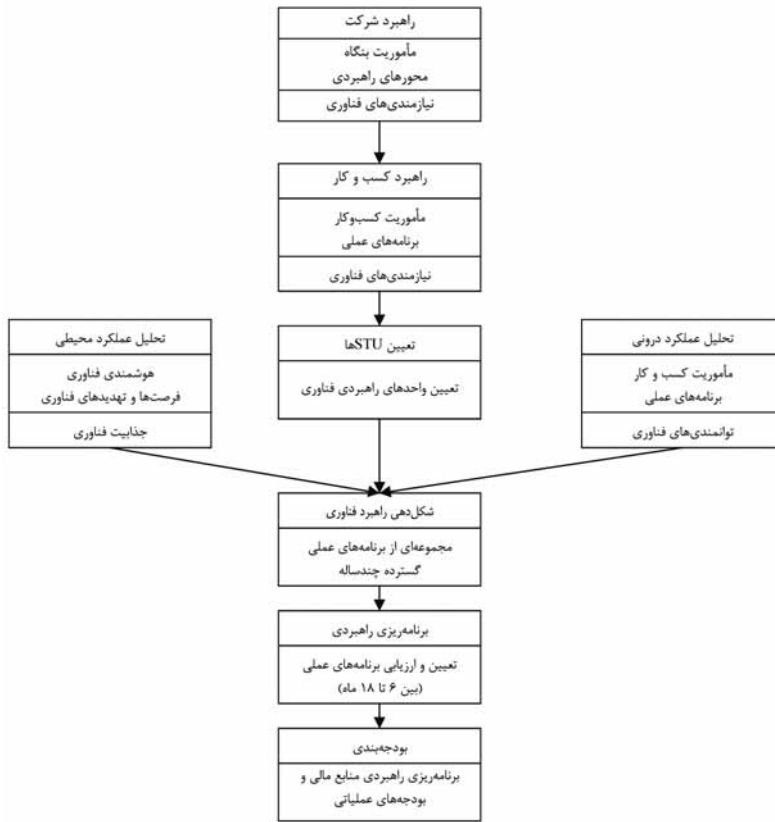 راهبرد شرکت
مأموریت بنگاه
محورهای راهبردی
نیازمندی‌های فناوری
راهبرد کسب و کار
مأموریت کسب‌وکار
برنامه‌های عملی
نیازمندی‌های فناوری
تحلیل عملکرد درونی
مأموریت کسب و کار
برنامه‌های عملی
توانمندی‌های فناوری
تعیین STUها
تعیین واحدهای راهبردی فناوری
تحلیل عملکرد محیطی
هوشمندی فناوری
فرصت‌ها و تهدیدهای فناوری
جذابیت فناوری
شکل‌دهی راهبرد فناوری
مجموعه‌ای از برنامه‌های عملی
گسترده چندساله
برنامه‌ریزی راهبردی
تعیین و ارزیابی برنامه‌های عملی
(بین ۶ تا ۱۸ ماه)
بودجه‌بندی
برنامه‌ریزی راهبردی منابع مالی و
بودجه‌های عملیاتی